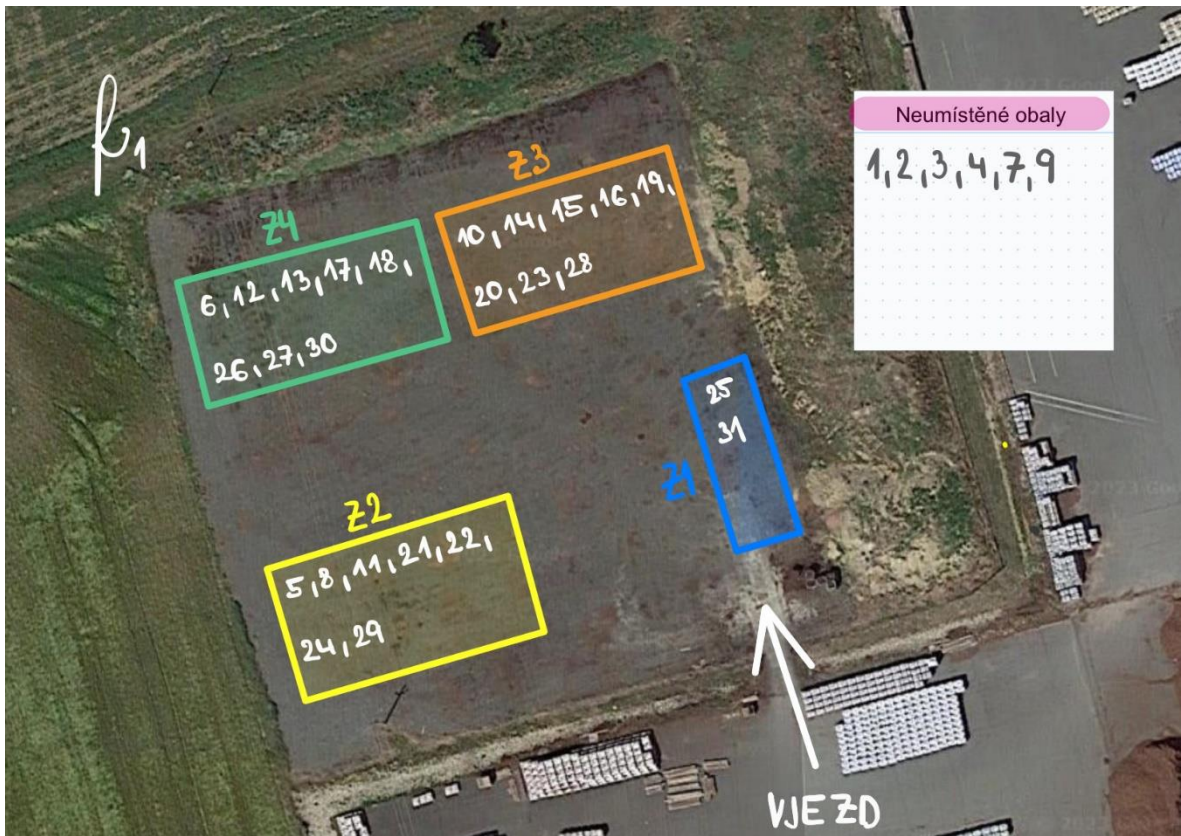 f₁
Neumístěné obaly
1, 2, 3, 4, 7, 9
Z3
10, 14, 15, 16, 19,
20, 23, 28
Z4
6, 12, 13, 17, 18,
26, 27, 30
25
31
Z1
Z2
5, 8, 11, 21, 22,
24, 29
VJEZD